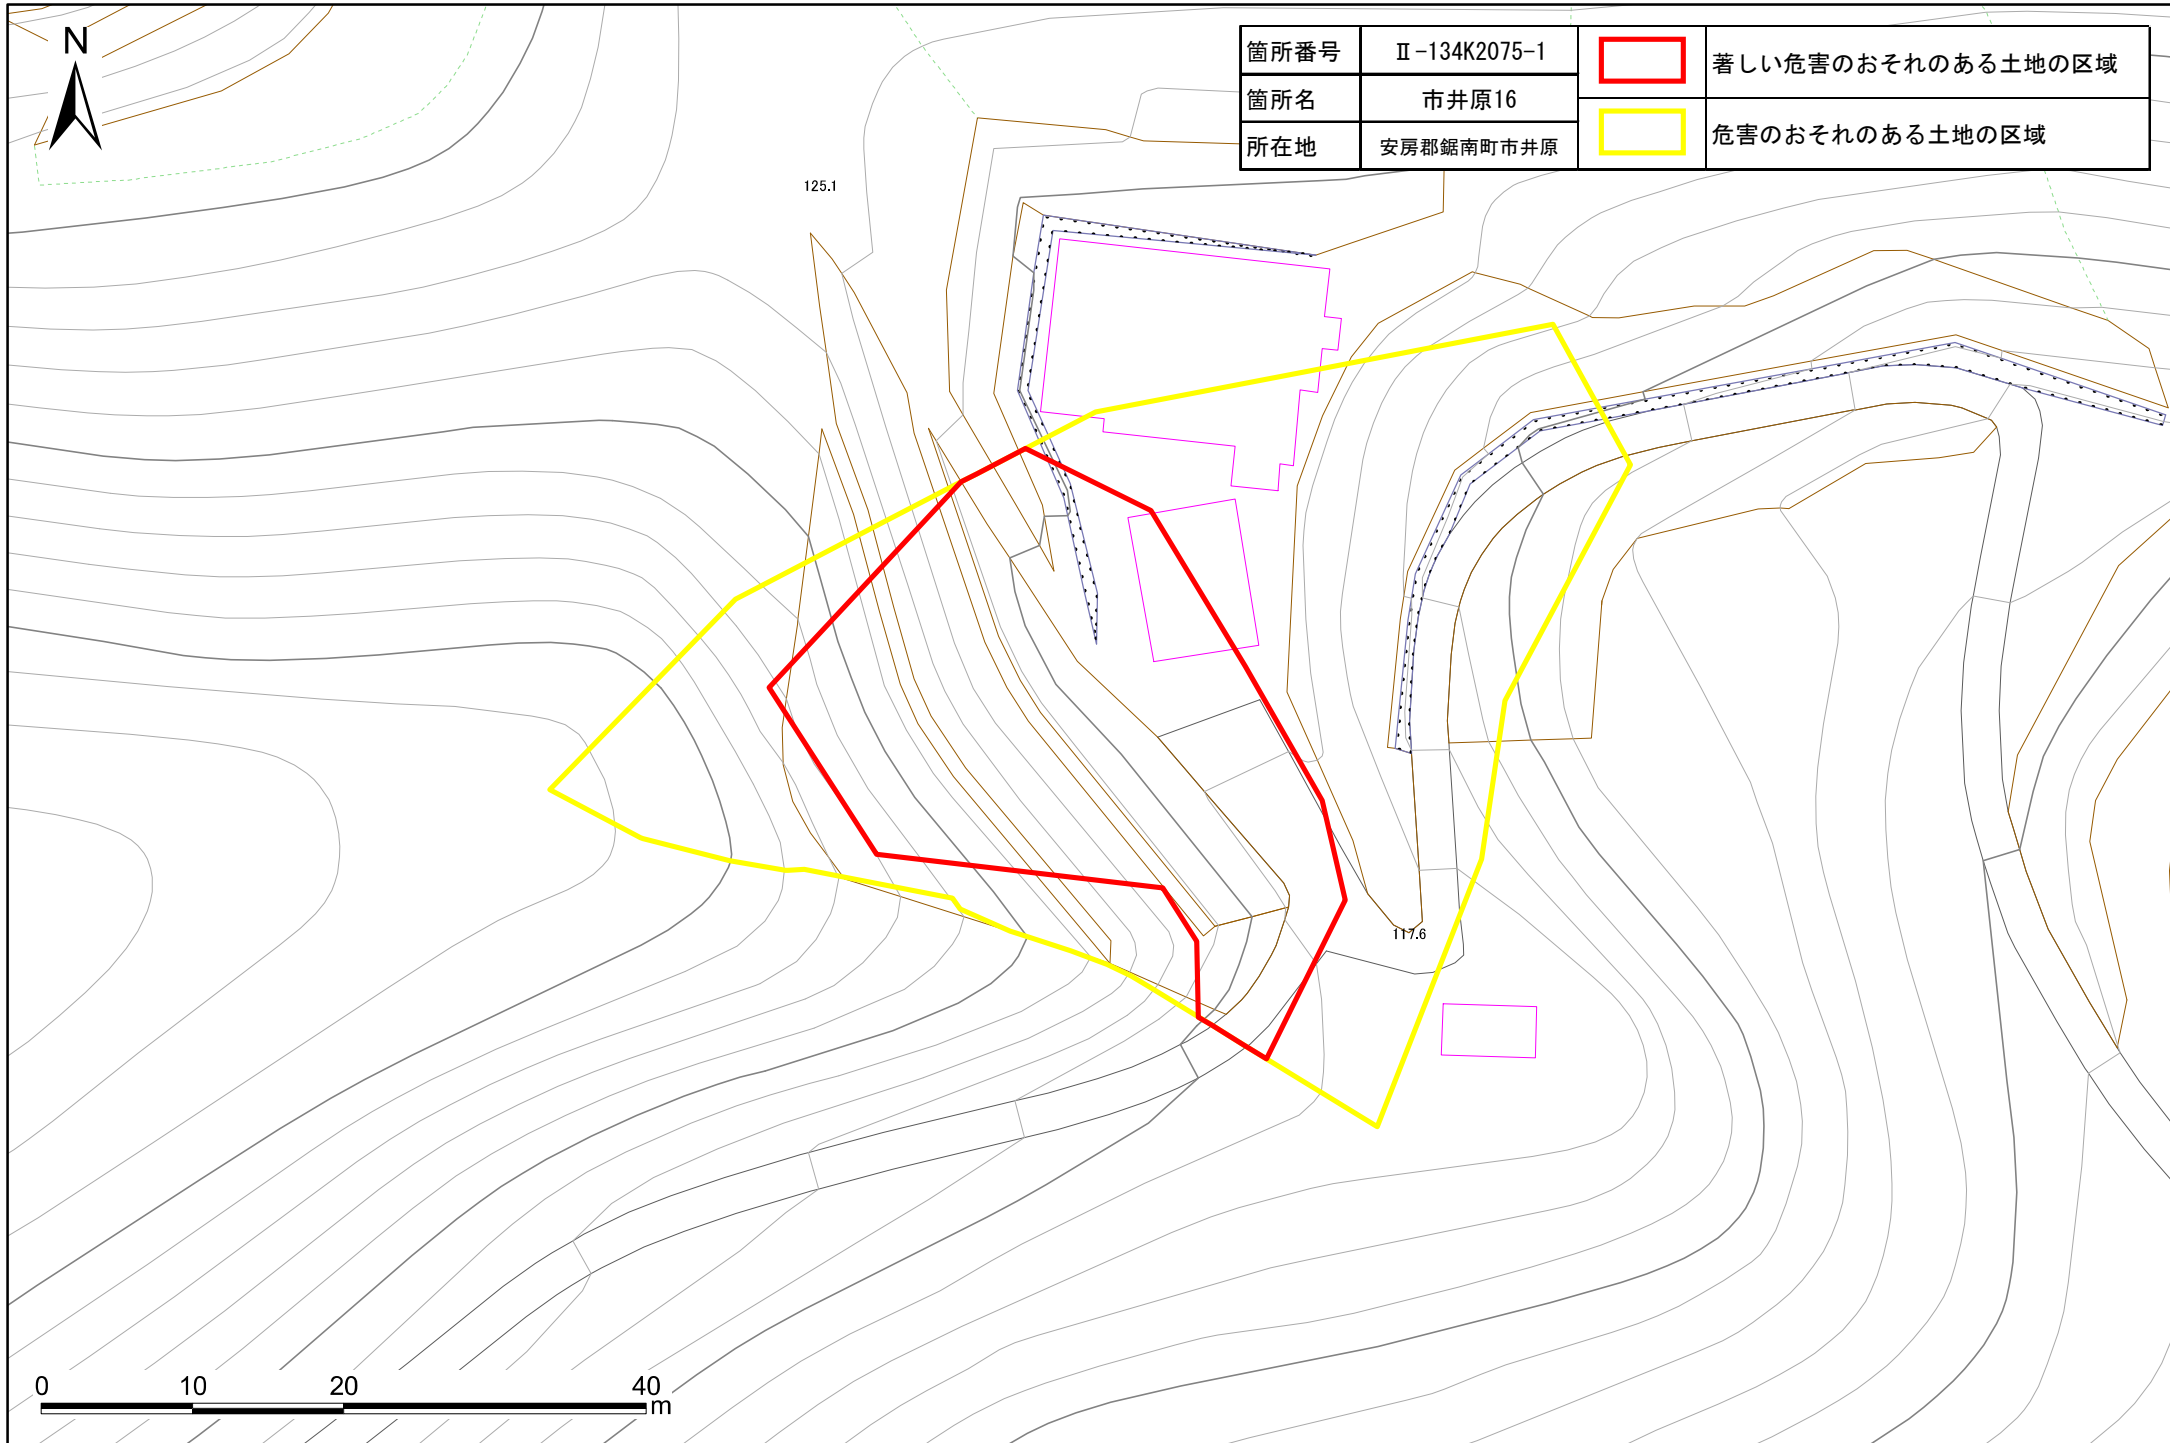 N
箇所番号 Ⅱ-134K2075-1
箇所名 市井原16
所在地 安房郡鋸南町市井原
著しい危害のおそれのある土地の区域
危害のおそれのある土地の区域
125.1
117.6
0 10 20 40 m